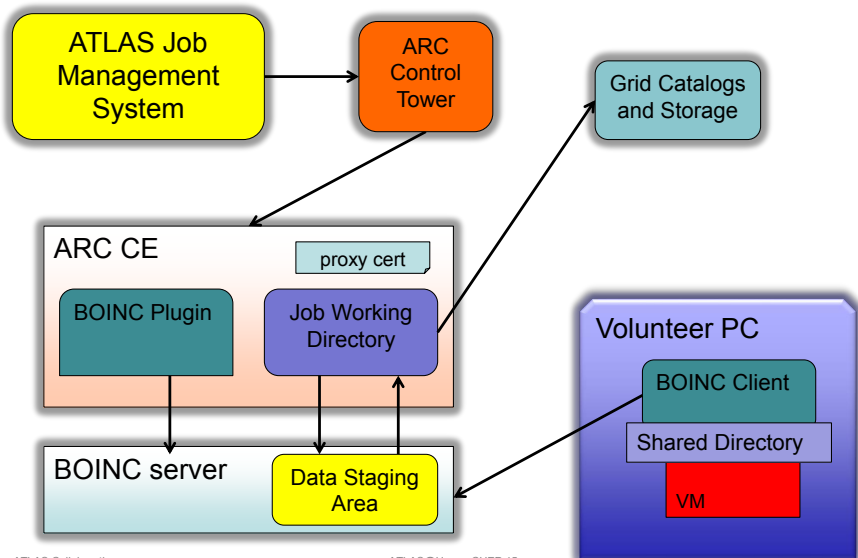 ATLAS Job
Management
System
ARC
Control
Tower
Grid Catalogs
and Storage
ARC CE
proxy cert
BOINC Plugin
Job Working
Directory
Volunteer PC
BOINC Client
Shared Directory
VM
BOINC server
Data Staging
Area